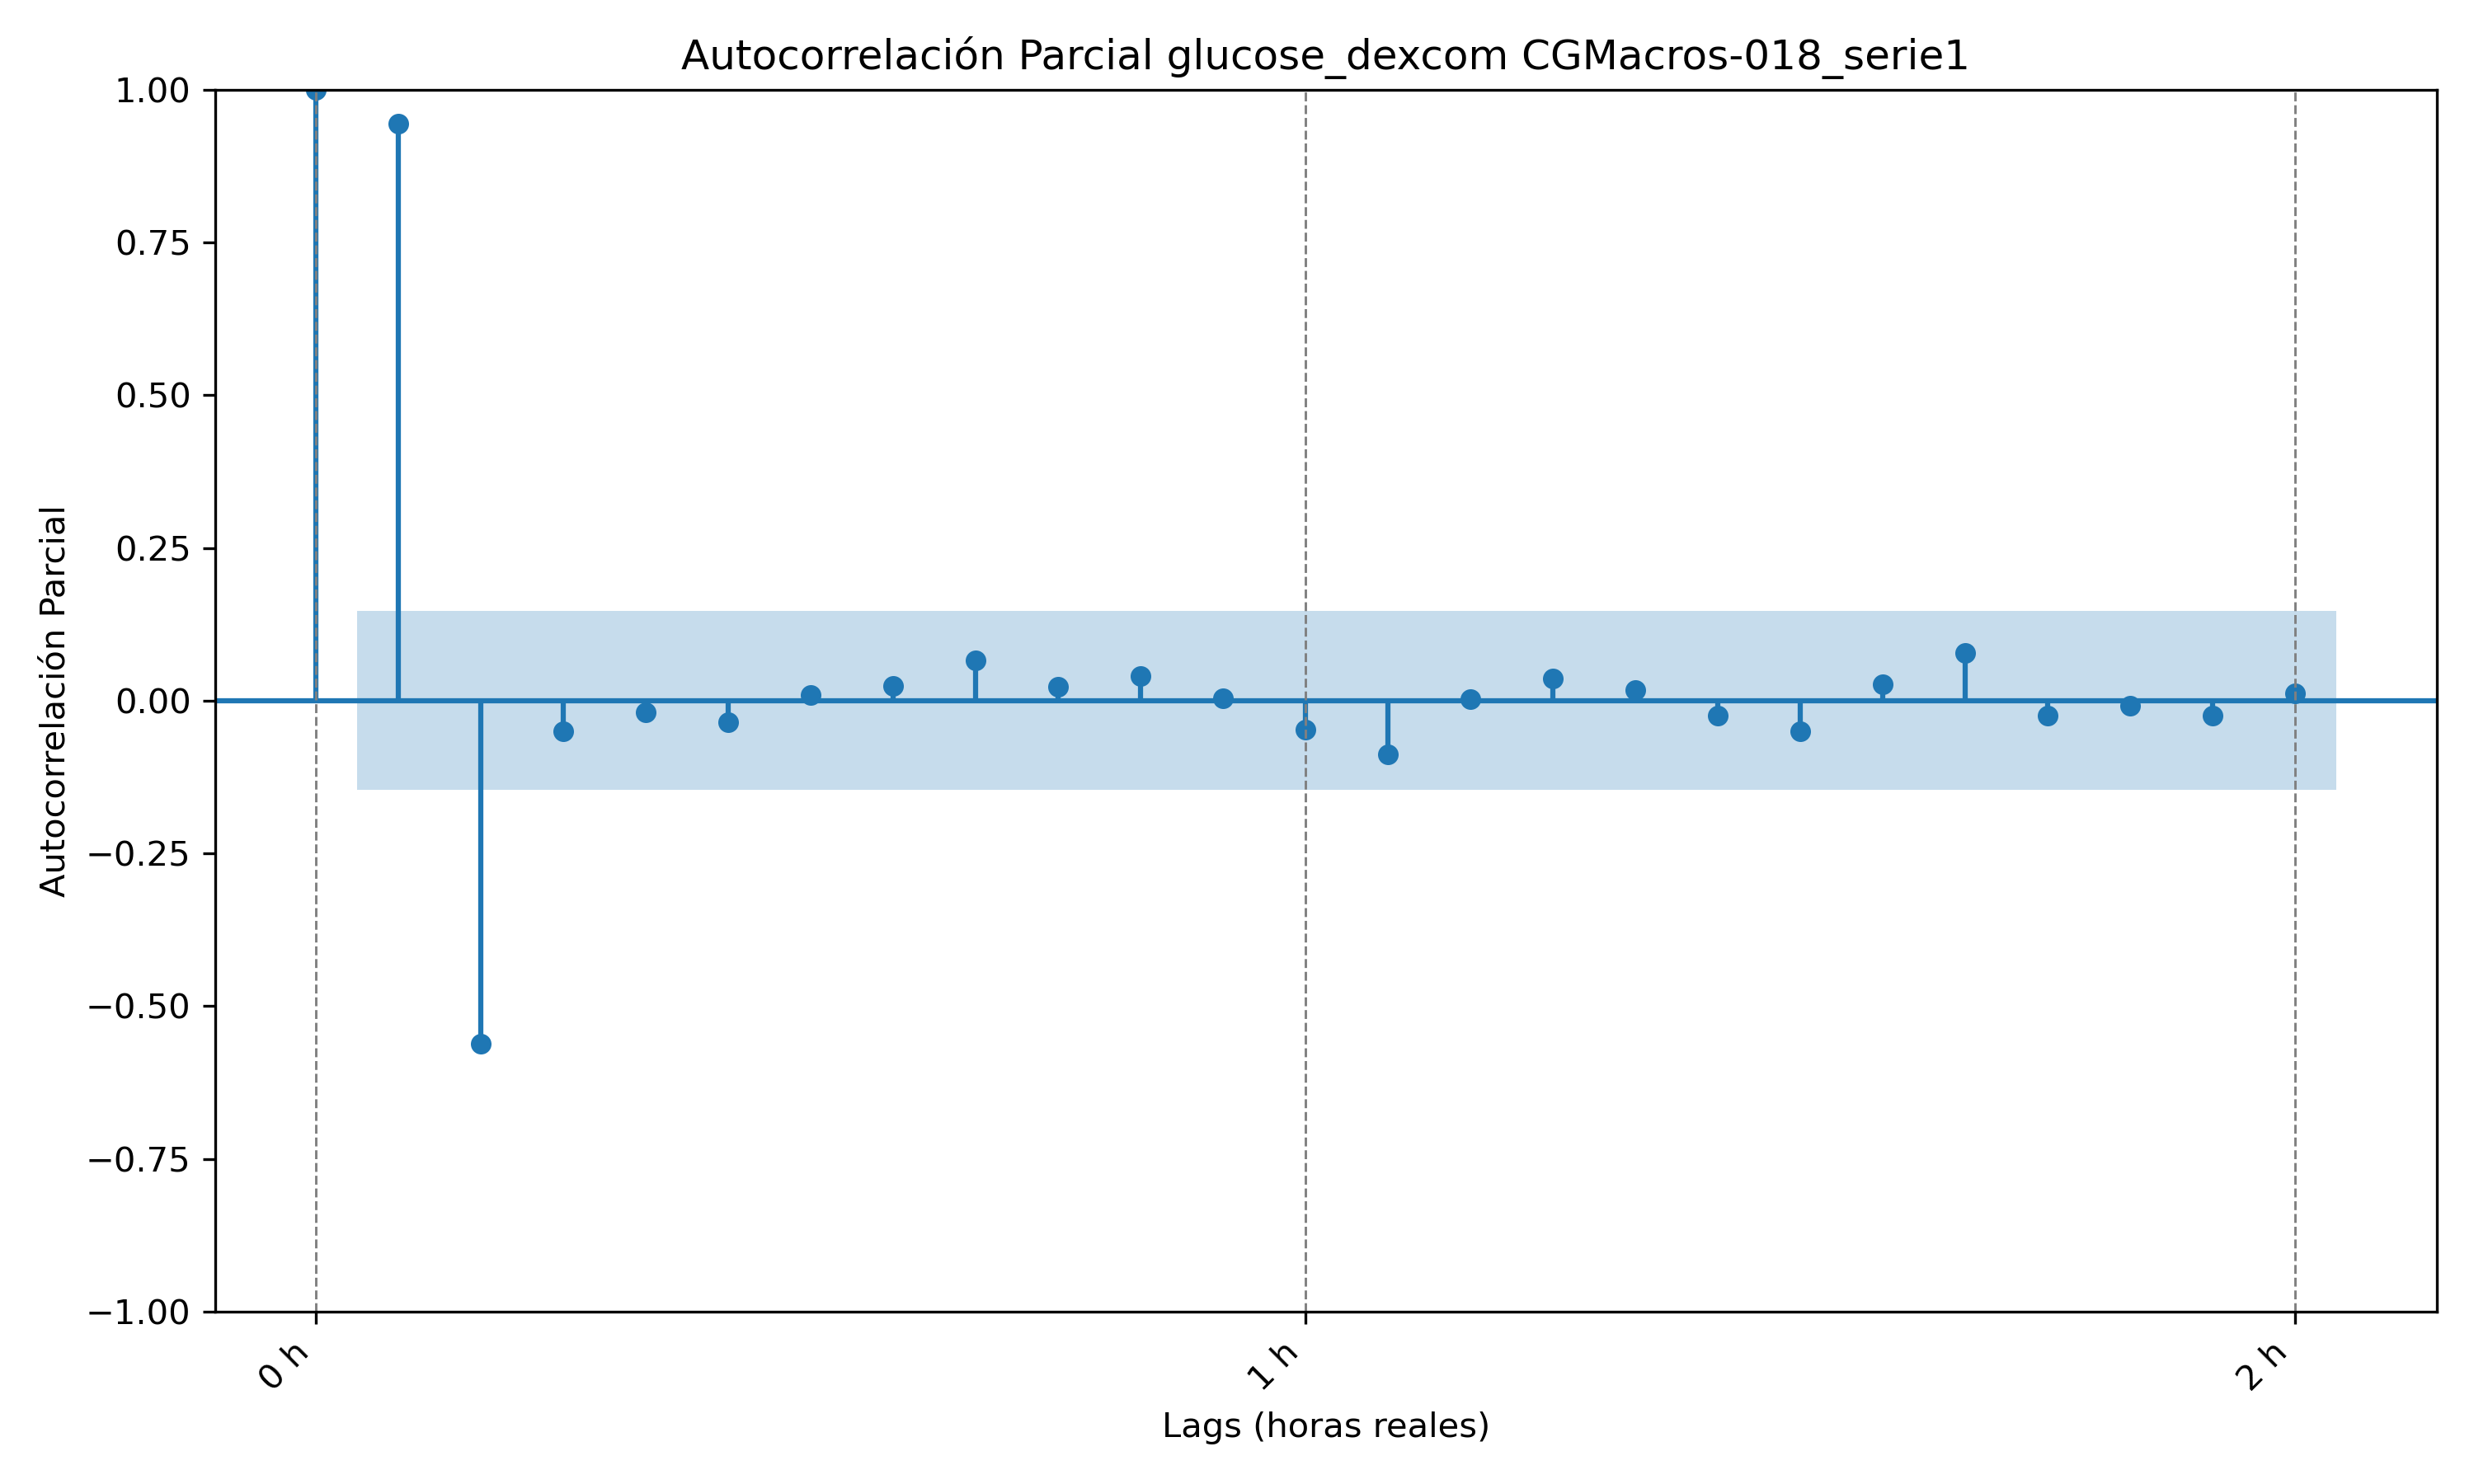 Autocorrelación Parcial glucose_dexcom CGMacros-018_serie1
1.00
0.75
0.50
0.25
0.00
−0.25
−0.50
−0.75
−1.00
Autocorrelación Parcial
0 h
1 h
2 h
Lags (horas reales)